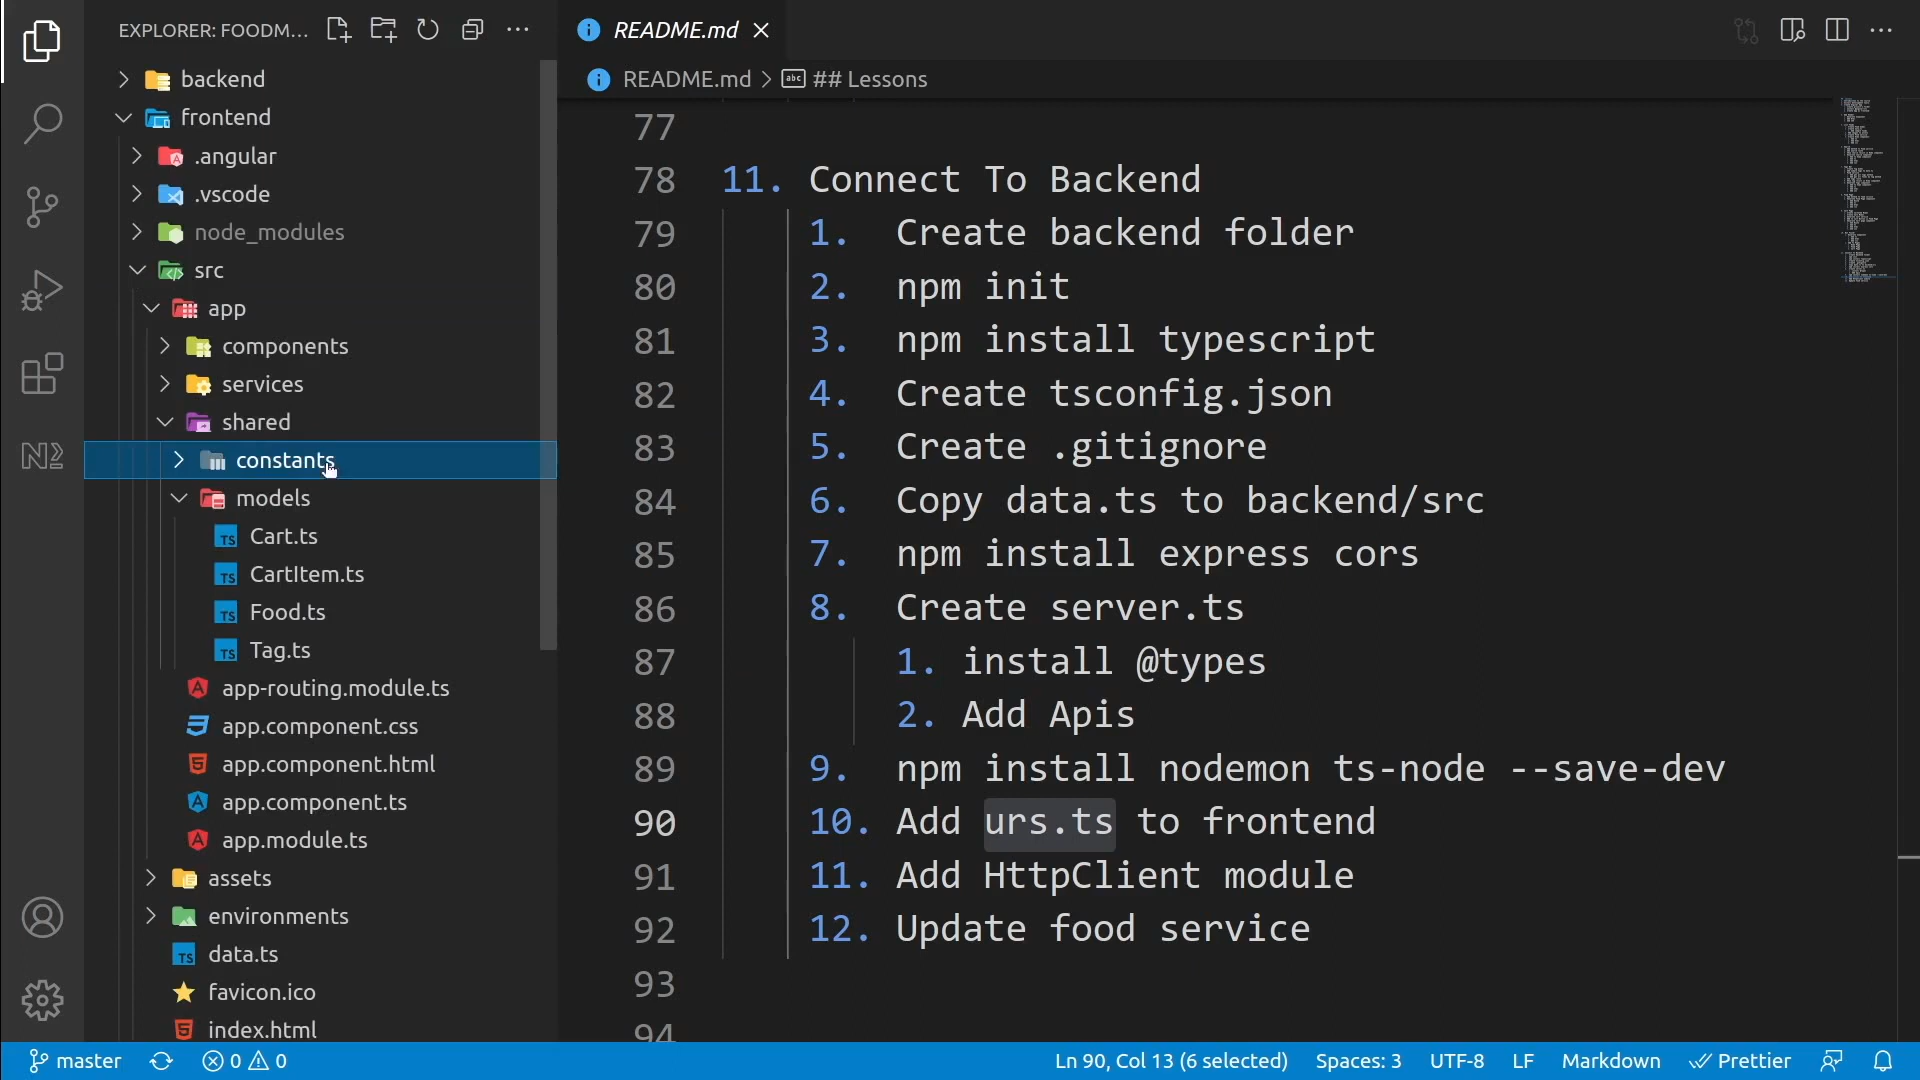 EXPLORER: FOODM...
README.md
README.md > ## Lessons
backend
frontend
.angular
.vscode
node_modules
src
app
components
services
shared
constants
models
Cart.ts
CartItem.ts
Food.ts
Tag.ts
app-routing.module.ts
app.component.css
app.component.html
app.component.ts
app.module.ts
assets
environments
data.ts
favicon.ico
index.html
77
78 11. Connect To Backend
79 1. Create backend folder
80 2. npm init
81 3. npm install typescript
82 4. Create tsconfig.json
83 5. Create .gitignore
84 6. Copy data.ts to backend/src
85 7. npm install express cors
86 8. Create server.ts
87 1. install @types
88 2. Add Apis
89 9. npm install nodemon ts-node --save-dev
90 10. Add urs.ts to frontend
91 11. Add HttpClient module
92 12. Update food service
93
94
master 0 0 Ln 90, Col 13 (6 selected) Spaces: 3 UTF-8 LF Markdown Prettier